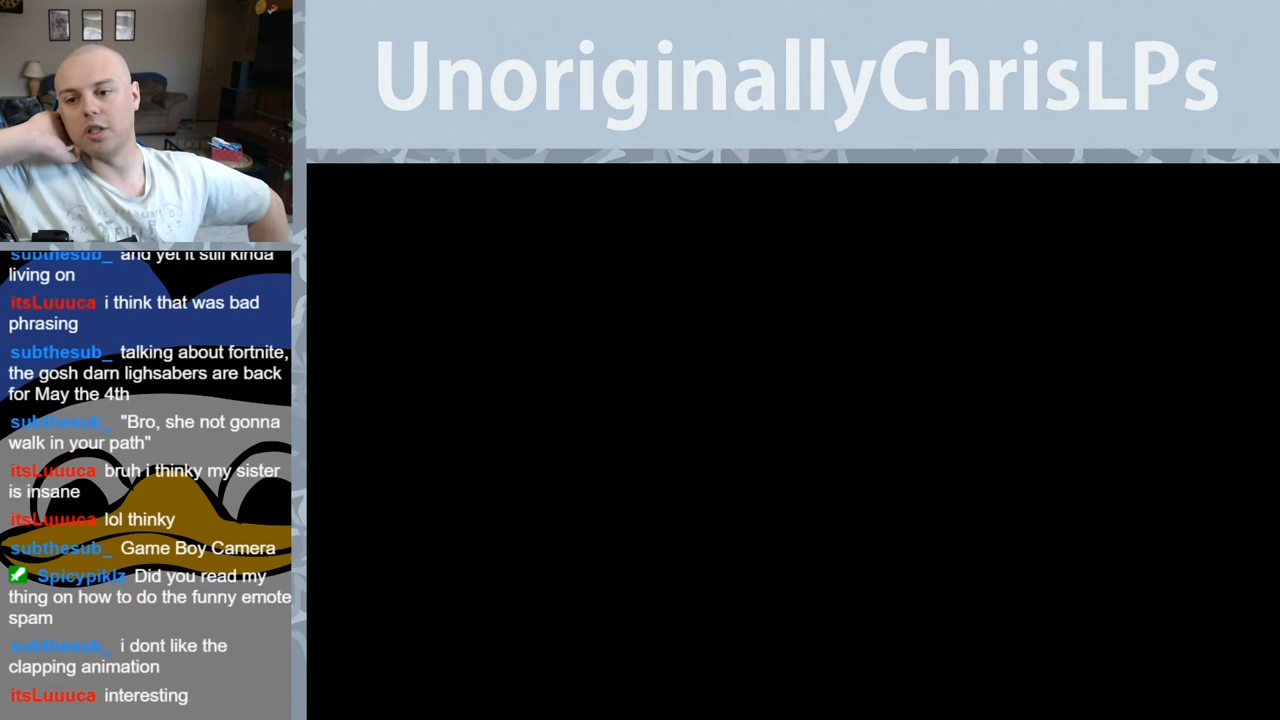 UnoriginallyChrisLPs
subthesub_ and yet it still kinda
living on
itsLuuuca i think that was bad
phrasing
subthesub_ talking about fortnite,
the gosh darn lighsabers are back
for May the 4th
subthesub_ "Bro, she not gonna
walk in your path"
itsLuuuca bruh i thinky my sister
is insane
itsLuuuca lol thinky
subthesub_ Game Boy Camera
Spicypiklz Did you read my
thing on how to do the funny emote
spam
subthesub_ i dont like the
clapping animation
itsLuuuca interesting